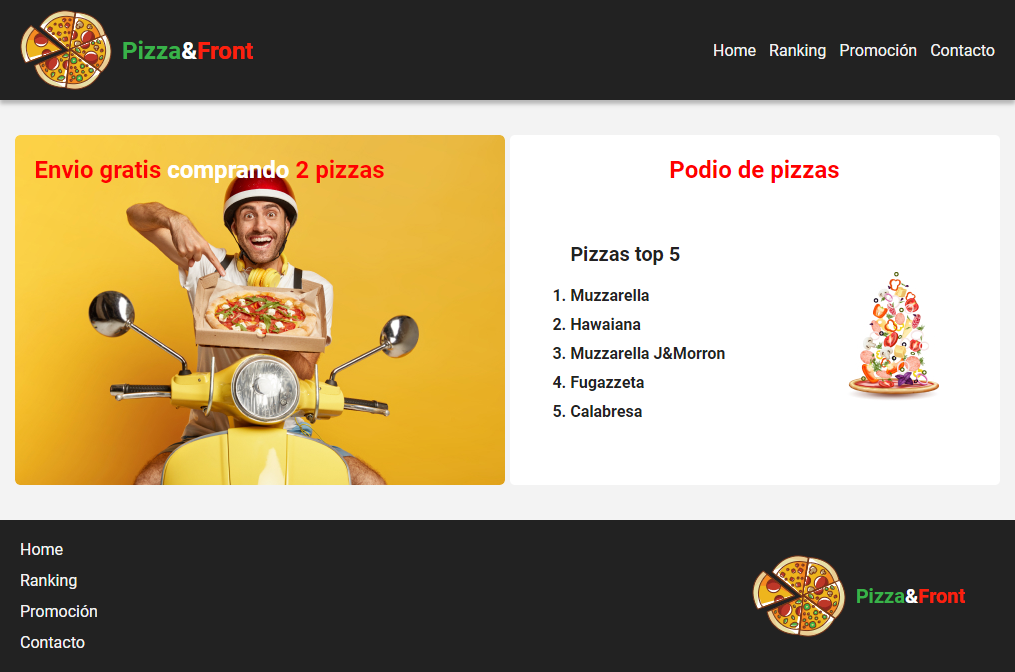 Pizza&Front
Home Ranking Promoción Contacto
Envio gratis comprando 2 pizzas
Podio de pizzas
Pizzas top 5
1. Muzzarella
2. Hawaiana
3. Muzzarella J&Morron
4. Fugazzeta
5. Calabresa
Home
Ranking
Promoción
Contacto
Pizza&Front